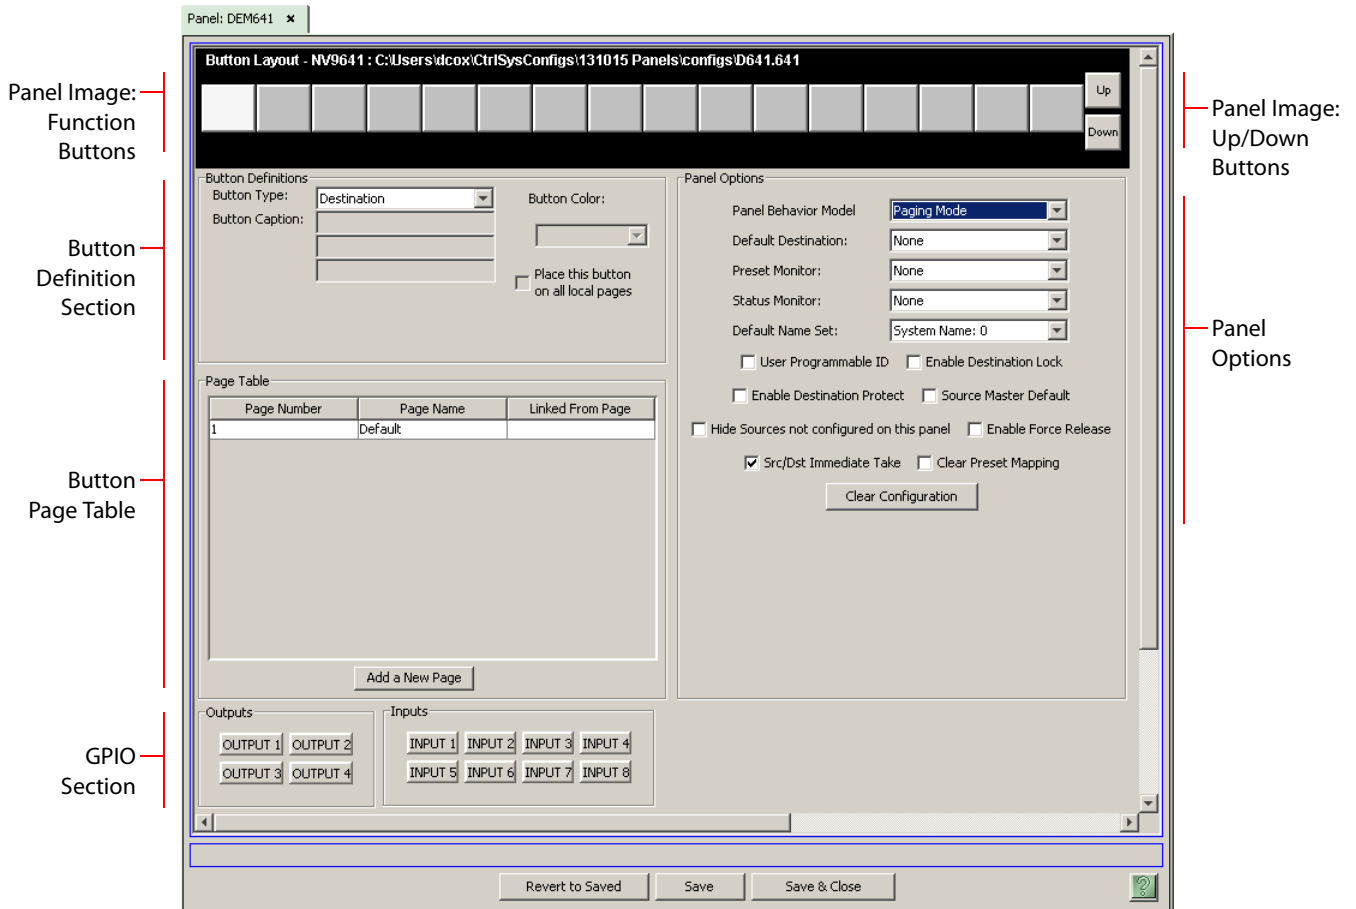 Panel: DEM641 ×
Button Layout - NV9641 : C:\Users\dcox\CtrlSysConfigs\131015 Panels\configs\D641.641
Up
Down
Panel Image:
Function
Buttons
Panel Image:
Up/Down
Buttons
Button Definitions
Button Type:
Destination
Button Color:
Button Caption:
Place this button
on all local pages
Button
Definition
Section
Panel Options
Panel Behavior Model
Paging Mode
Default Destination:
None
Preset Monitor:
None
Status Monitor:
None
Default Name Set:
System Name: 0
User Programmable ID
Enable Destination Lock
Enable Destination Protect
Source Master Default
Hide Sources not configured on this panel
Enable Force Release
Src/Dst Immediate Take
Clear Preset Mapping
Clear Configuration
Panel
Options
Page Table
Page Number
Page Name
Linked From Page
1
Default
Add a New Page
Button
Page Table
Outputs
OUTPUT 1
OUTPUT 2
OUTPUT 3
OUTPUT 4
Inputs
INPUT 1
INPUT 2
INPUT 3
INPUT 4
INPUT 5
INPUT 6
INPUT 7
INPUT 8
GPIO
Section
Revert to Saved
Save
Save & Close
?